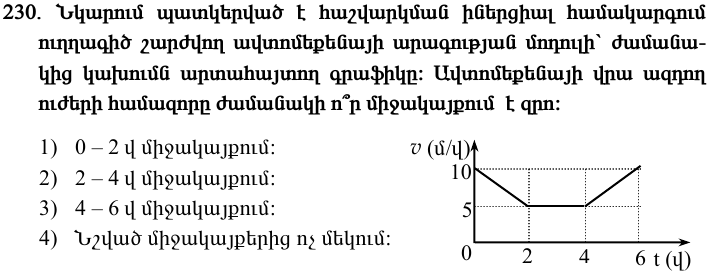 230. Նկարում պատկերված է հաշվարկման իներցիալ համակարգում
ուղղագիծ շարժվող ավտոմեքենայի արագության մոդուլի՝ ժամանա-
կից կախումն արտահայտող գրաֆիկը: Ավտոմեքենայի վրա ազդող
ուժերի համազորը ժամանակի ո՞ր միջակայքում է զրո:
1) 0 – 2 վ միջակայքում:
2) 2 – 4 վ միջակայքում:
3) 4 – 6 վ միջակայքում:
4) Նշված միջակայքերից ոչ մեկում:
v (մ/վ)
10
5
0 2 4 6 t (վ)